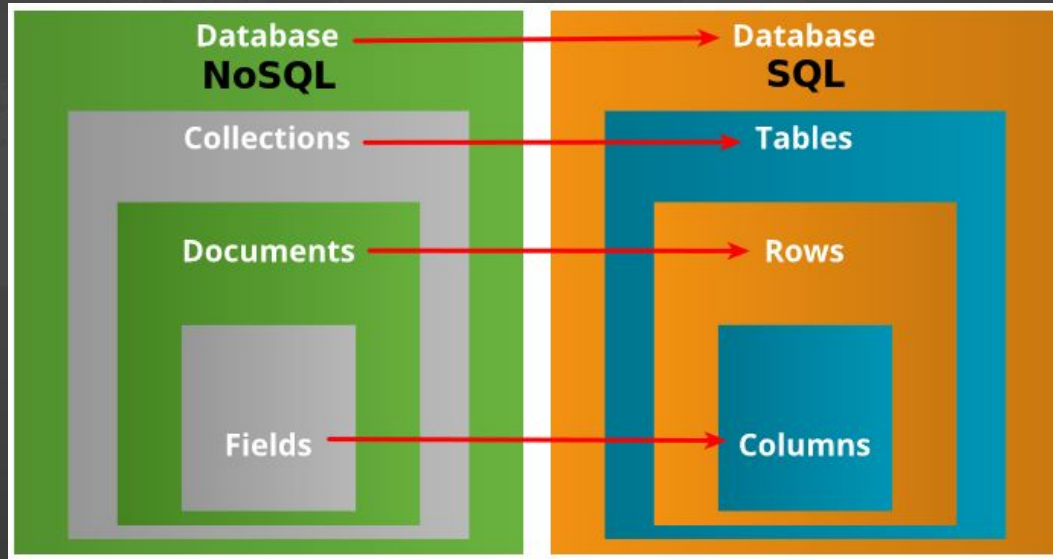 Database
NoSQL
Collections
Documents
Fields
Database
SQL
Tables
Rows
Columns